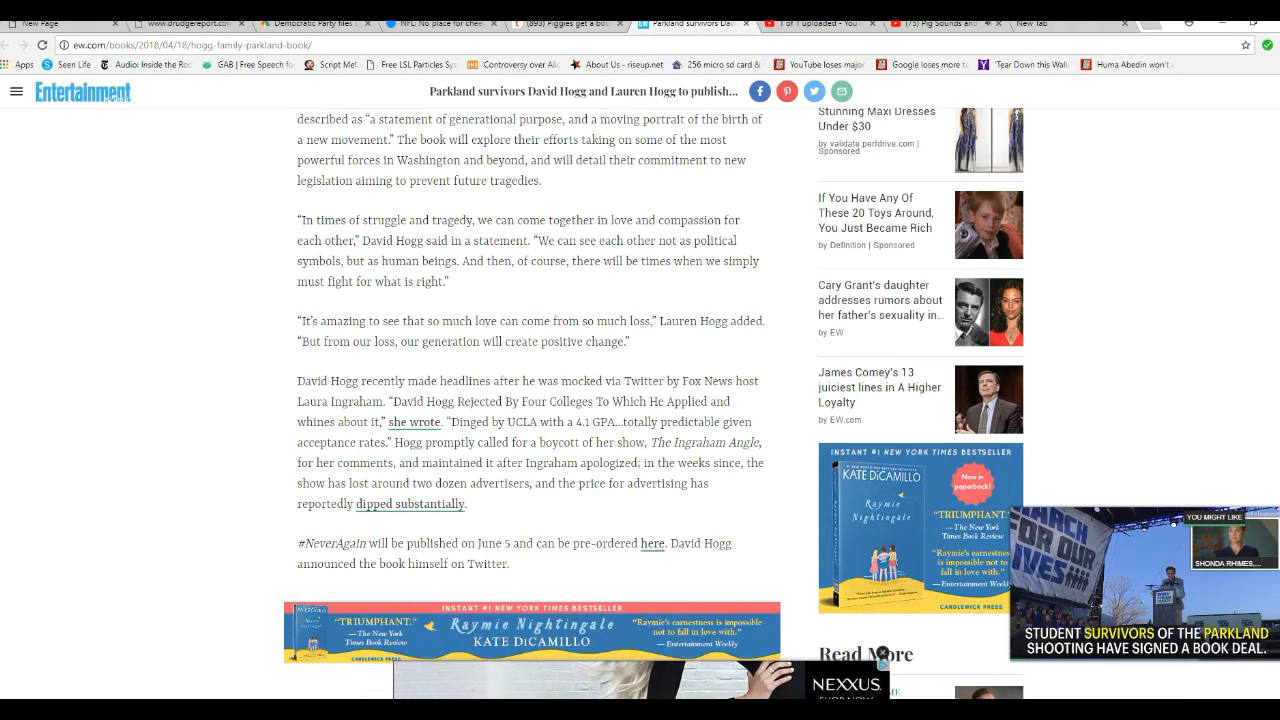 New Page
www.drudgereport.com
Democratic Party files
NFL: No place for chee
(893) Piggies get a bo
Parkland survivors Dav
1 of 1 uploaded - YouT
(75) Pig Sounds and
New Tab
ew.com/books/2018/04/18/hogg-family-parkland-book/
Apps
Seen Life
Audio: Inside the Ro
GAB | Free Speech fo
Script Me!
Free LSL Particles Sys
Controversy over Al
About Us - riseup.net
256 micro sd card &
YouTube loses major
Google loses more t
'Tear Down this Wall
Huma Abedin won't
Entertainment
Parkland survivors David Hogg and Lauren Hogg to publish...
described as “a statement of generational purpose, and a moving portrait of the birth of
a new movement.” The book will explore their efforts taking on some of the most
powerful forces in Washington and beyond, and will detail their commitment to new
legislation aiming to prevent future tragedies.
“In times of struggle and tragedy, we can come together in love and compassion for
each other,” David Hogg said in a statement. “We can see each other not as political
symbols, but as human beings. And then, of course, there will be times when we simply
must fight for what is right.”
“It’s amazing to see that so much love can come from so much loss,” Lauren Hogg added.
“But from our loss, our generation will create positive change.”
David Hogg recently made headlines after he was mocked via Twitter by Fox News host
Laura Ingraham. “David Hogg Rejected By Four Colleges To Which He Applied and
whines about it,” she wrote. “Dinged by UCLA with a 4.1 GPA…totally predictable given
acceptance rates.” Hogg promptly called for a boycott of her show, The Ingraham Angle,
for her comments, and maintained it after Ingraham apologized; in the weeks since, the
show has lost around two dozen advertisers, and the price for advertising has
reportedly dipped substantially.
#NeverAgain will be published on June 5 and can be pre-ordered here. David Hogg
announced the book himself on Twitter.
INSTANT #1 NEW YORK TIMES BESTSELLER
“TRIUMPHANT.”
—The New York
Times Book Review
Raymie Nightingale
KATE DiCAMILLO
“Raymie's earnestness is impossible
not to fall in love with.”
—Entertainment Weekly
CANDLEWICK PRESS
NEXXUS
Stunning Maxi Dresses
Under $30
by validate.perfdrive.com |
Sponsored
If You Have Any Of
These 20 Toys Around,
You Just Became Rich
by Definition | Sponsored
Cary Grant's daughter
addresses rumors about
her father's sexuality in...
by EW
James Comey's 13
juiciest lines in A Higher
Loyalty
by EW.com
INSTANT #1 NEW YORK TIMES BESTSELLER
KATE DiCAMILLO
Raymie
Nightingale
Now in
paperback!
“TRIUMPHANT.”
—The New York
Times Book Review
“Raymie's earnestness
is impossible
not to fall in love with.”
—Entertainment Weekly
CANDLEWICK PRESS
Read More
MARCH
FOR OUR
LIVES
YOU MIGHT LIKE
SHONDA RHIMES,...
STUDENT SURVIVORS OF THE PARKLAND
SHOOTING HAVE SIGNED A BOOK DEAL.